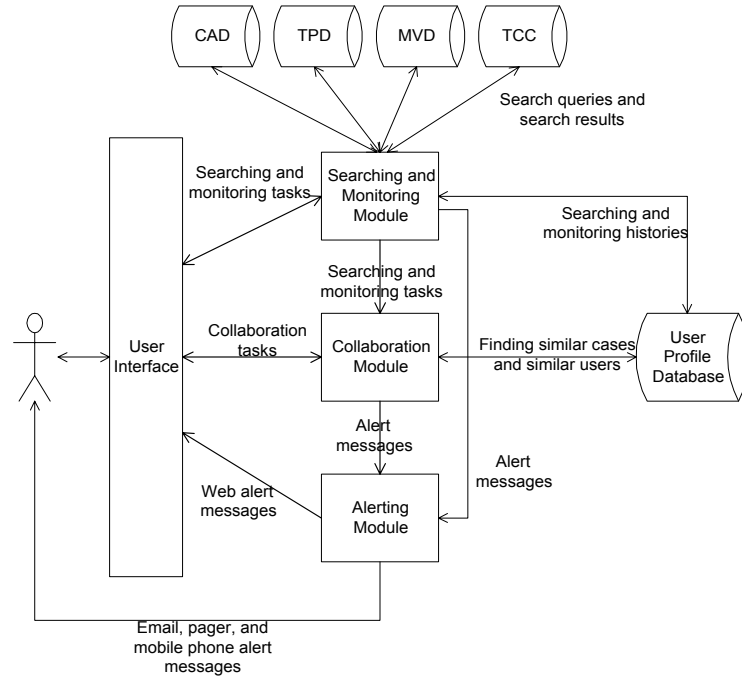 CAD
TPD
MVD
TCC
Search queries and
search results
Searching and
monitoring tasks
Searching and
Monitoring
Module
Searching and
monitoring histories
Searching and
monitoring tasks
User
Interface
Collaboration
tasks
Collaboration
Module
Finding similar cases
and similar users
User
Profile
Database
Alert
messages
Alert
messages
Web alert
messages
Alerting
Module
Email, pager, and
mobile phone alert
messages